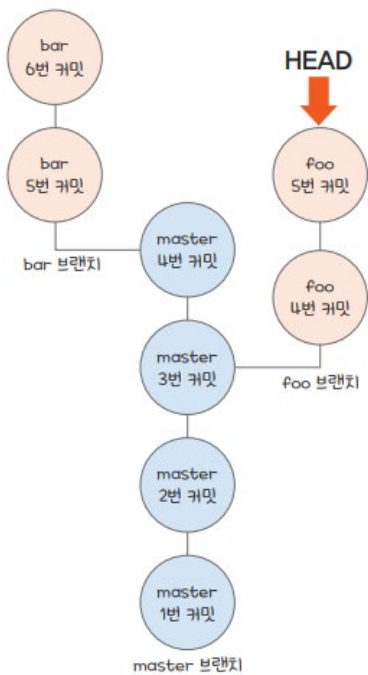 bar
6번 커밋
HEAD
bar
5번 커밋
foo
5번 커밋
bar 브랜치
master
4번 커밋
foo
4번 커밋
master
3번 커밋
foo 브랜치
master
2번 커밋
master
1번 커밋
master 브랜치